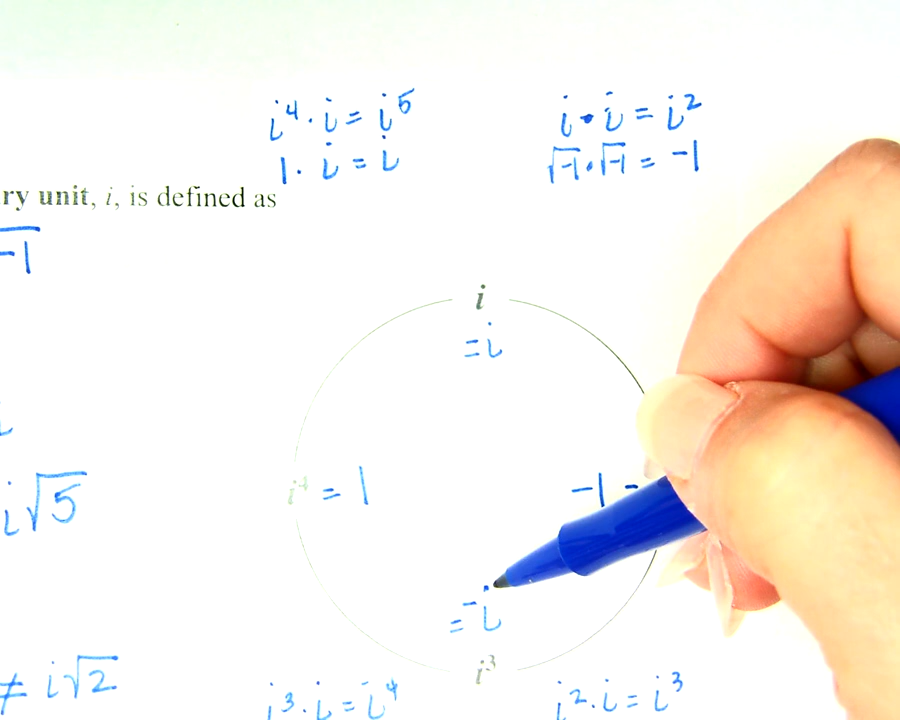 i⁴ · i = i⁵
i · i = i²
1 · i = i
√-1 · √-1 = -1
ry unit, i, is defined as
-1
i
= i
i⁴ = 1
-1 -
i√5
= -i
i³
≠ i√2
i³ · i = i⁴
i² · i = i³